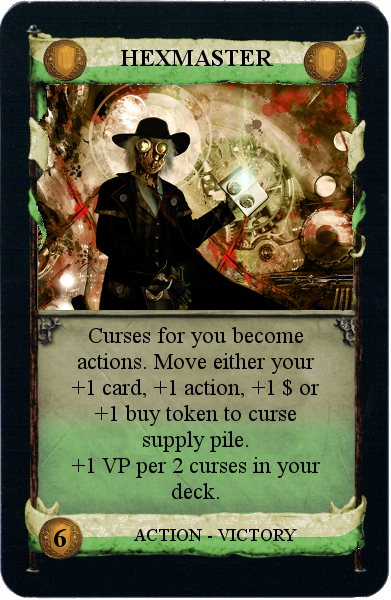 HEXMASTER
Curses for you become
actions. Move either your
+1 card, +1 action, +1 $ or
+1 buy token to curse
supply pile.
+1 VP per 2 curses in your
deck.
6
ACTION - VICTORY